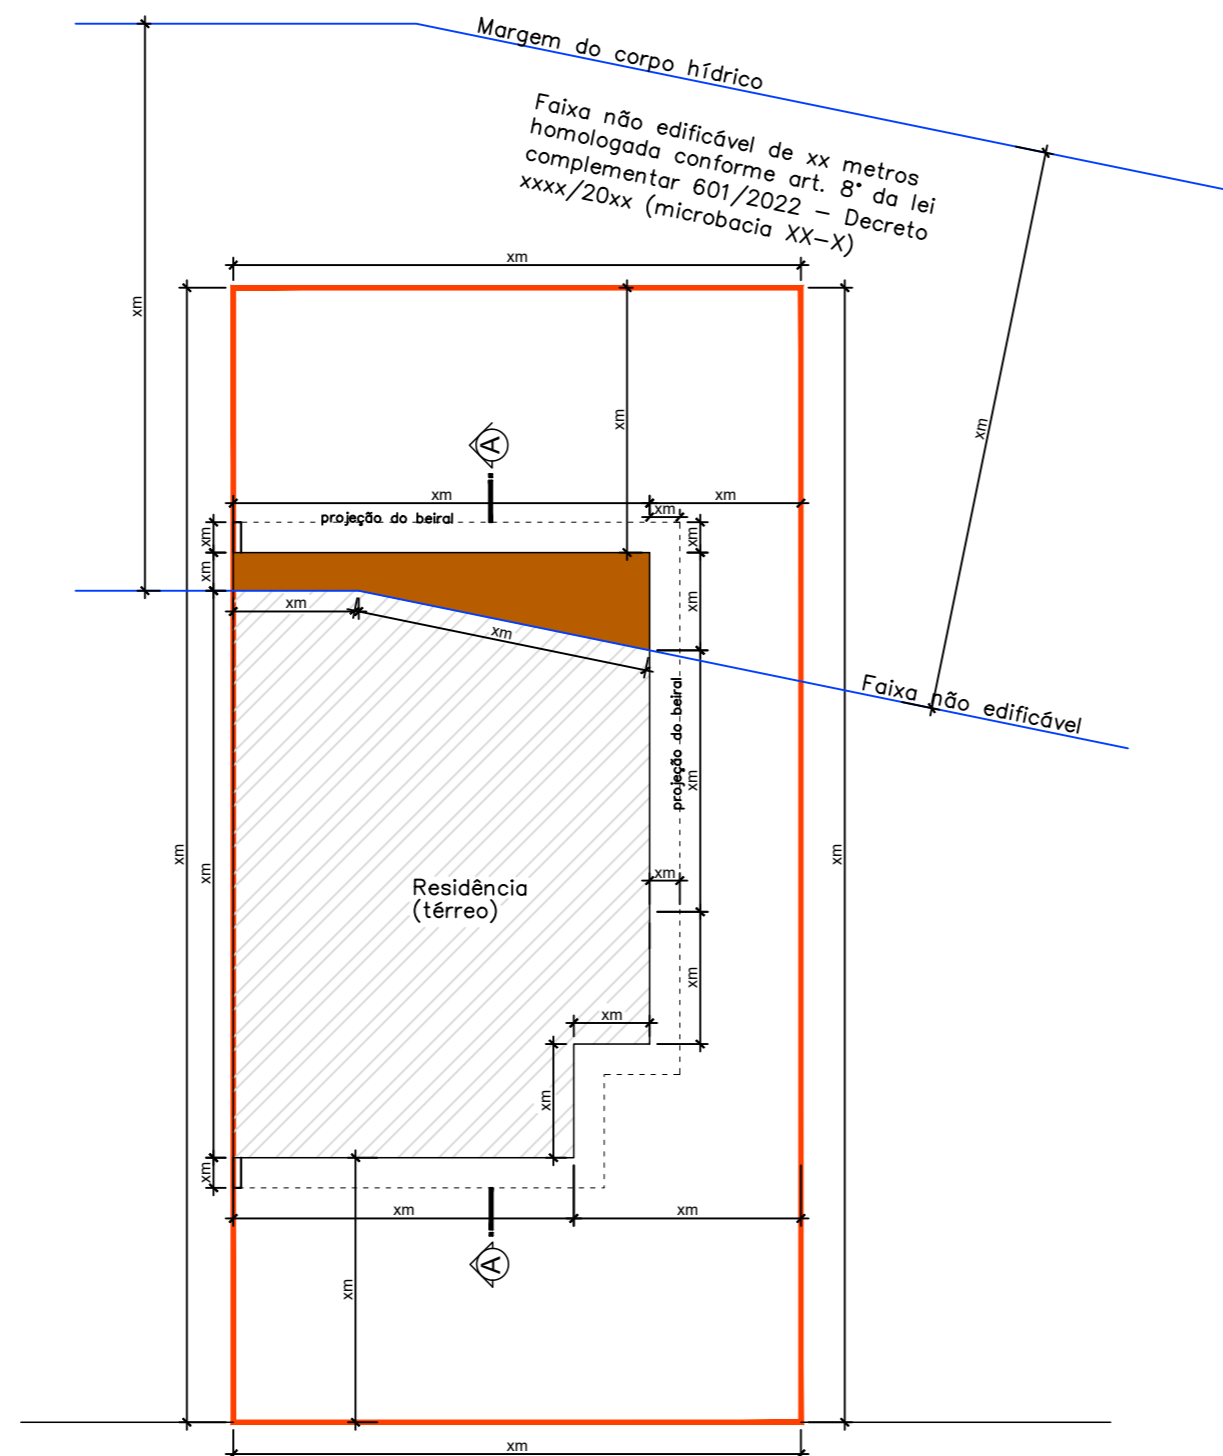 Margem do corpo hídrico
Faixa não edificável de xx metros
homologada conforme art. 8° da lei
complementar 601/2022 – Decreto
xxxx/20xx (microbacia XX–X)
xm
xm
xm
xm
A
xm
xm
xm
projeção do beiral
xm
xm
xm
xm
xm
xm
projeção do beiral
Faixa não edificável
xm
xm
xm
xm
xm
Residência
(térreo)
xm
xm
xm
xm
xm
xm
A
xm
xm